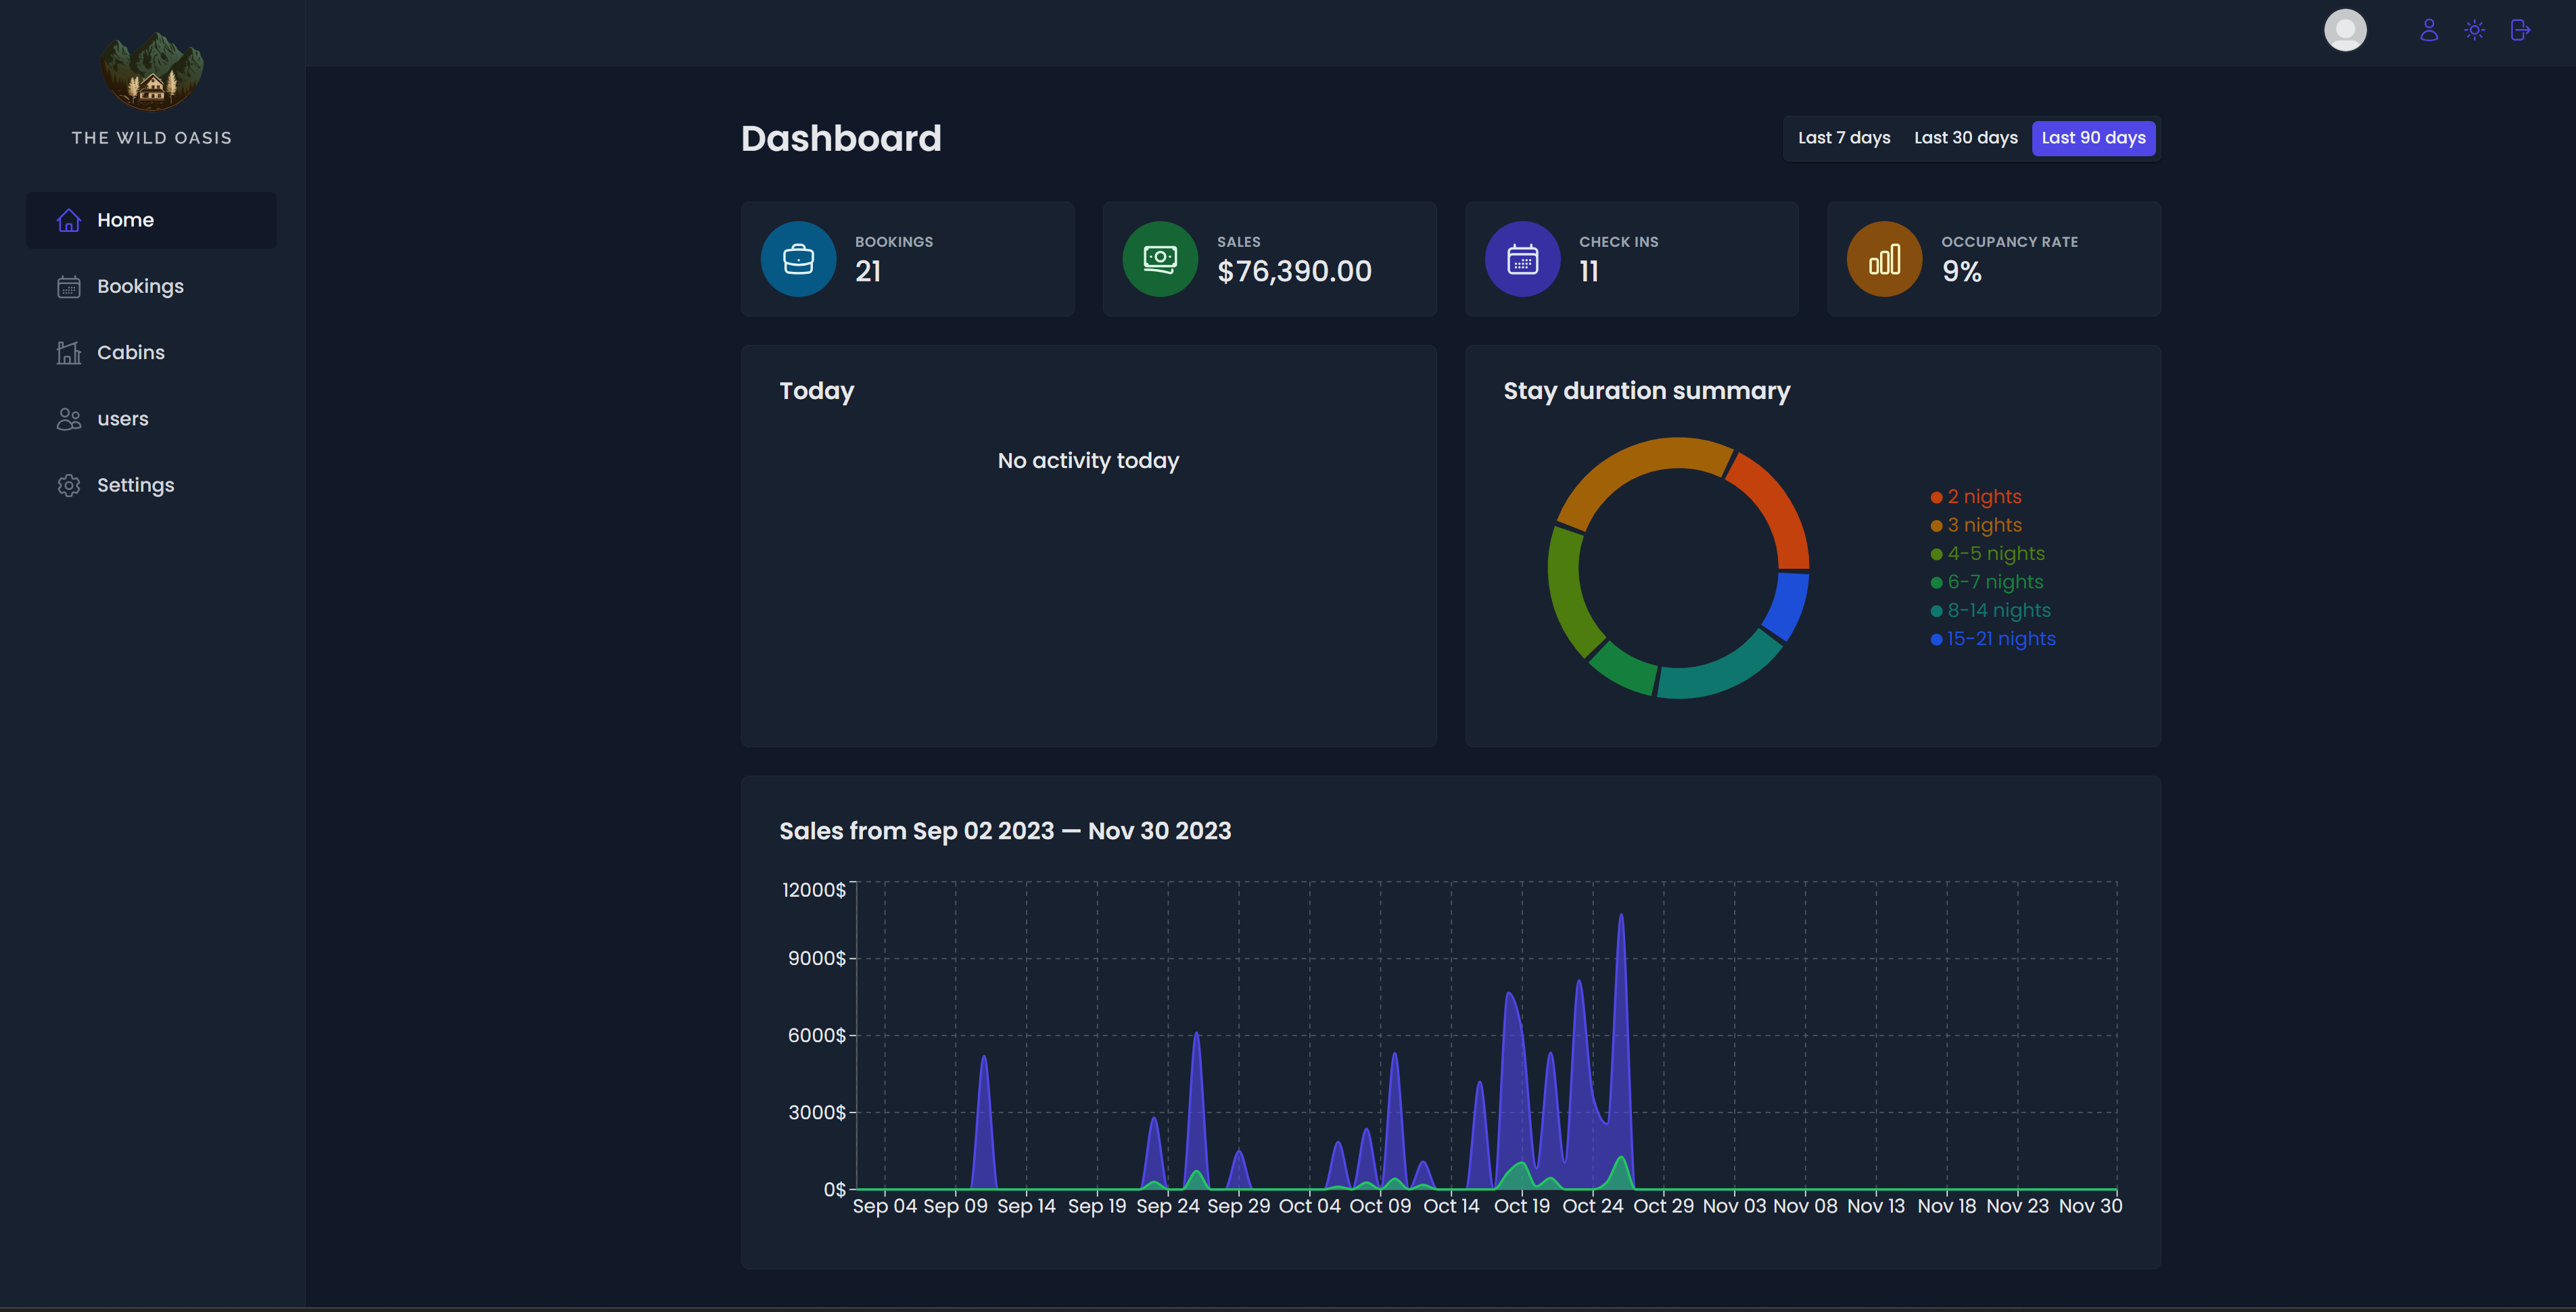 THE WILD OASIS
Home
Bookings
Cabins
users
Settings
Dashboard
Last 7 days Last 30 days Last 90 days
BOOKINGS
21
SALES
$76,390.00
CHECK INS
11
OCCUPANCY RATE
9%
Today
No activity today
Stay duration summary
2 nights
3 nights
4-5 nights
6-7 nights
8-14 nights
15-21 nights
Sales from Sep 02 2023 — Nov 30 2023
12000$
9000$
6000$
3000$
0$
Sep 04 Sep 09 Sep 14 Sep 19 Sep 24 Sep 29 Oct 04 Oct 09 Oct 14 Oct 19 Oct 24 Oct 29 Nov 03 Nov 08 Nov 13 Nov 18 Nov 23 Nov 30